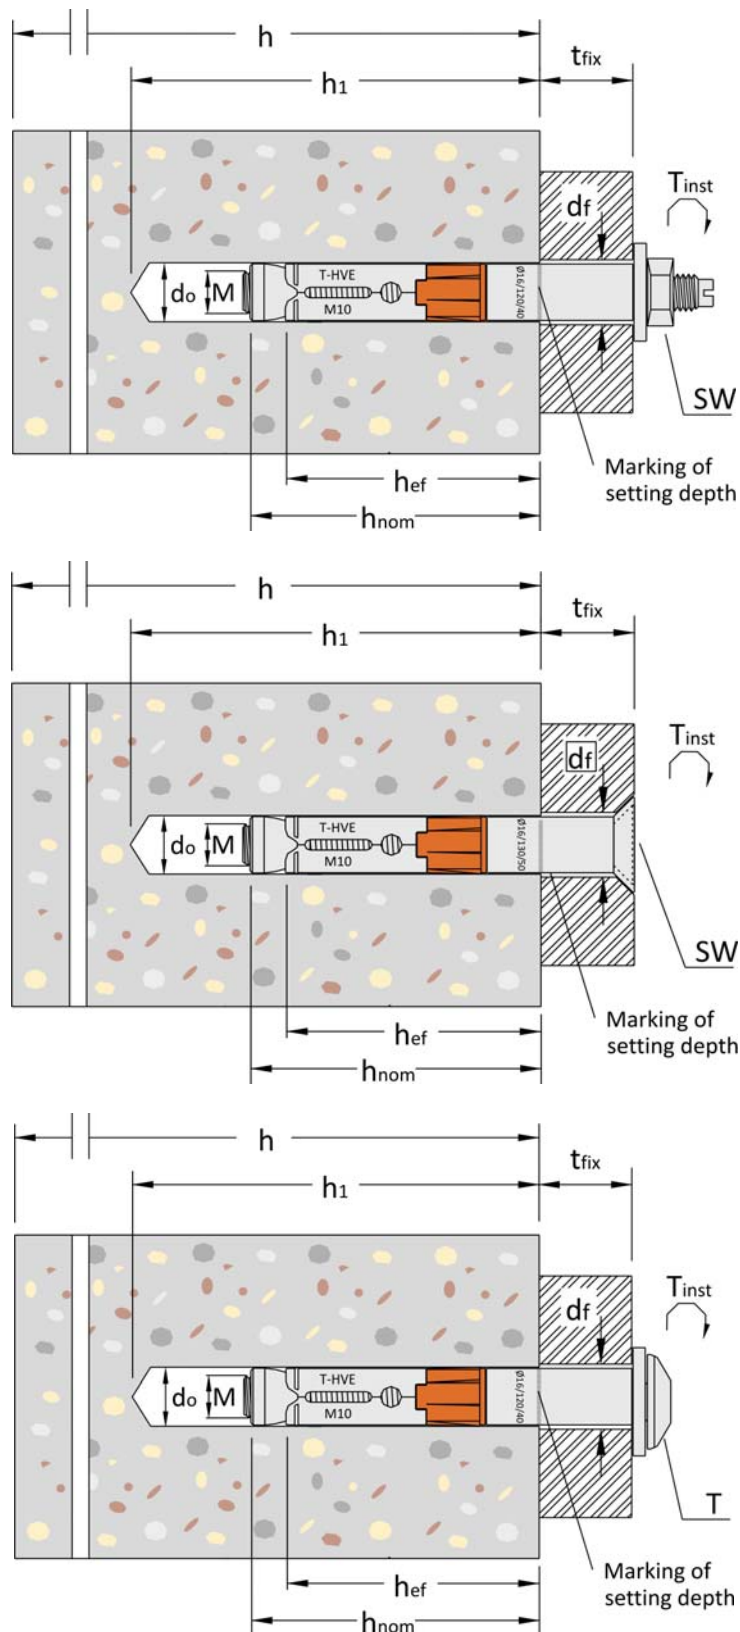 h
h1
tfix
Tinst
df
do
M
T-HVE
M10
Ø16/120/40
SW
hef
Marking of
setting depth
hnom
h
tfix
h1
Tinst
df
do
M
T-HVE
M10
Ø16/130/50
SW
hef
Marking of
setting depth
hnom
h
tfix
h1
Tinst
df
do
M
T-HVE
M10
Ø16/120/40
T
hef
Marking of
setting depth
hnom